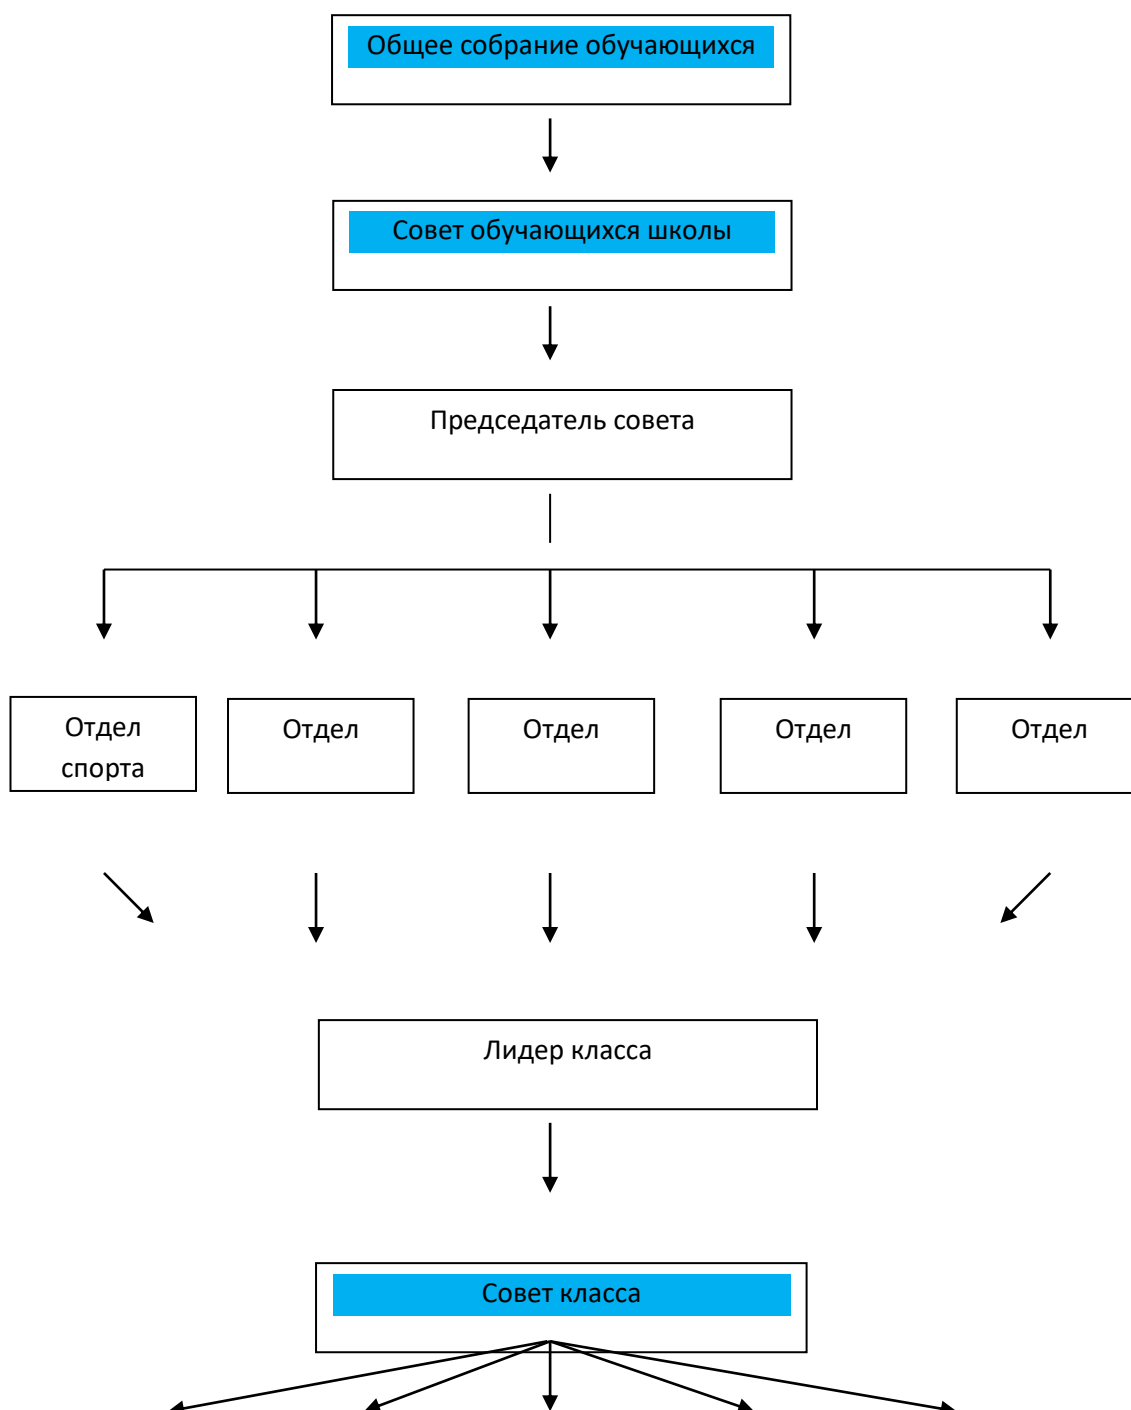 Общее собрание обучающихся
Совет обучающихся школы
Председатель совета
Отдел
спорта
Отдел
Отдел
Отдел
Отдел
Лидер класса
Совет класса